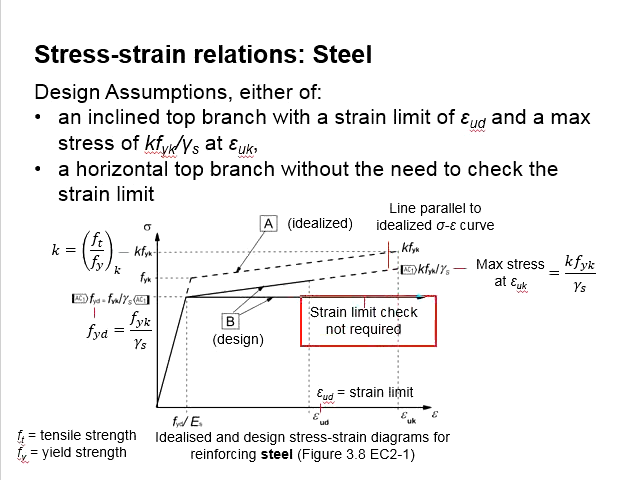 Stress-strain relations: Steel
Design Assumptions, either of:
• an inclined top branch with a strain limit of εud and a max
stress of kfyk/γs at εuk,
• a horizontal top branch without the need to check the
strain limit
σ
A (idealized)
Line parallel to
idealized σ-ε curve
k = (ft/fy)k
kfyk
kfyk
fyk
AC1 kfyk/γs
Max stress
at εuk = kfyk/γs
AC1 fyd = fyk/γs AC1
fyd = fyk/γs
B
(design)
Strain limit check
not required
εud = strain limit
fyd/Es
εud
εuk
ε
ft = tensile strength
fy = yield strength
Idealised and design stress-strain diagrams for
reinforcing steel (Figure 3.8 EC2-1)